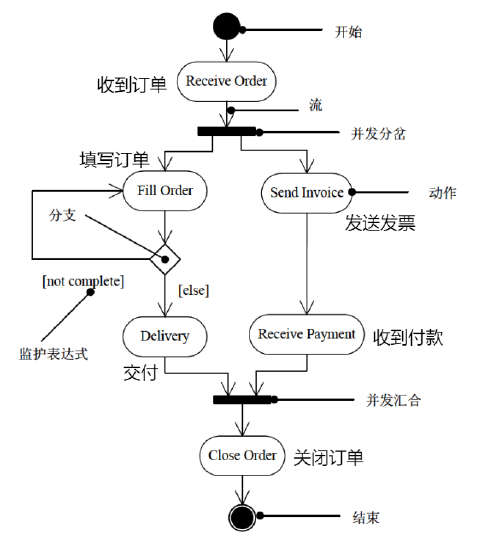 开始
收到订单
Receive Order
流
并发分岔
填写订单
Fill Order
Send Invoice
动作
分支
发送发票
[not complete]
[else]
监护表达式
Delivery
Receive Payment
收到付款
交付
并发汇合
Close Order
关闭订单
结束